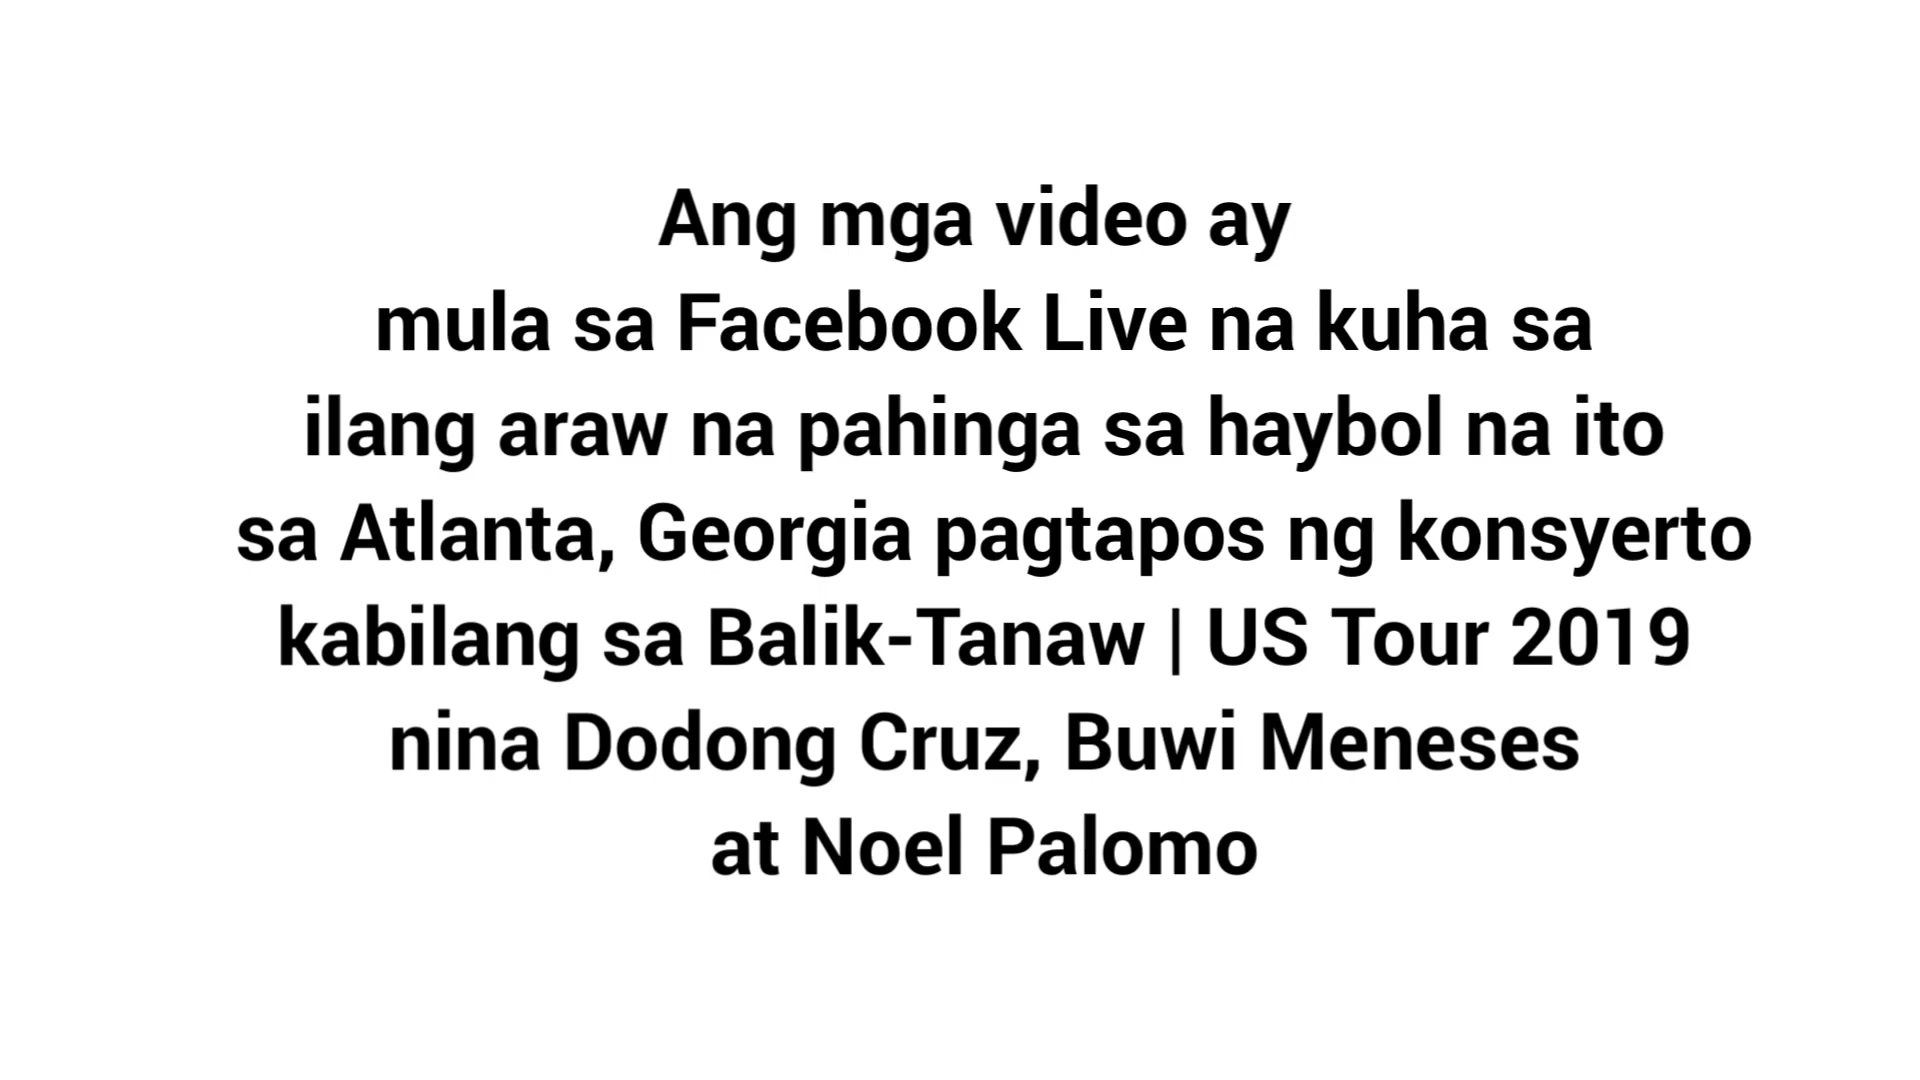 Ang mga video ay
mula sa Facebook Live na kuha sa
ilang araw na pahinga sa haybol na ito
sa Atlanta, Georgia pagtapos ng konsyerto
kabilang sa Balik-Tanaw | US Tour 2019
nina Dodong Cruz, Buwi Meneses
at Noel Palomo